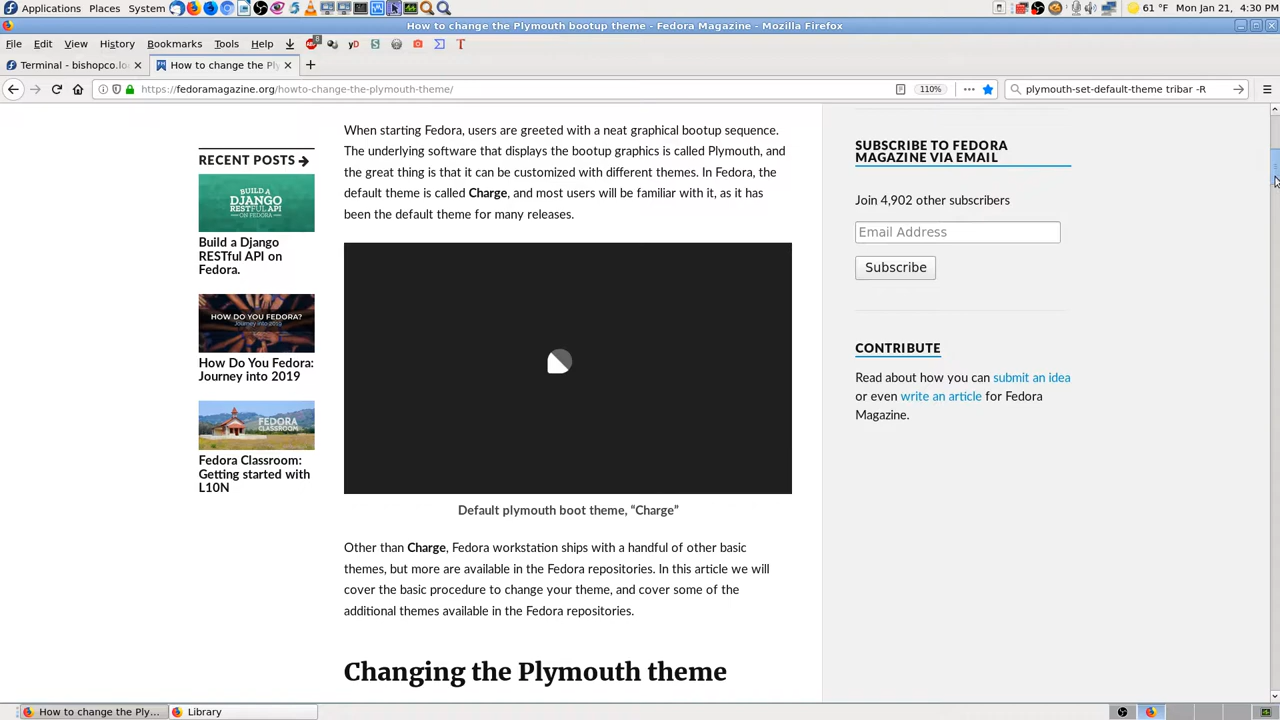 Applications Places System
61 °F Mon Jan 21, 4:30 PM
How to change the Plymouth bootup theme - Fedora Magazine - Mozilla Firefox
File Edit View History Bookmarks Tools Help
Terminal - bishopco.lo
How to change the Ply
https://fedoramagazine.org/howto-change-the-plymouth-theme/
110%
plymouth-set-default-theme tribar -R
RECENT POSTS
BUILD A
DJANGO
RESTFUL API
ON FEDORA
Build a Django
RESTful API on
Fedora.
HOW DO YOU FEDORA?
Journey into 2019
How Do You Fedora:
Journey into 2019
FEDORA
CLASSROOM
Fedora Classroom:
Getting started with
L10N
When starting Fedora, users are greeted with a neat graphical bootup sequence.
The underlying software that displays the bootup graphics is called Plymouth, and
the great thing is that it can be customized with different themes. In Fedora, the
default theme is called Charge, and most users will be familiar with it, as it has
been the default theme for many releases.
Default plymouth boot theme, “Charge”
Other than Charge, Fedora workstation ships with a handful of other basic
themes, but more are available in the Fedora repositories. In this article we will
cover the basic procedure to change your theme, and cover some of the
additional themes available in the Fedora repositories.
Changing the Plymouth theme
SUBSCRIBE TO FEDORA
MAGAZINE VIA EMAIL
Join 4,902 other subscribers
Email Address
Subscribe
CONTRIBUTE
Read about how you can submit an idea
or even write an article for Fedora
Magazine.
How to change the Ply...
Library